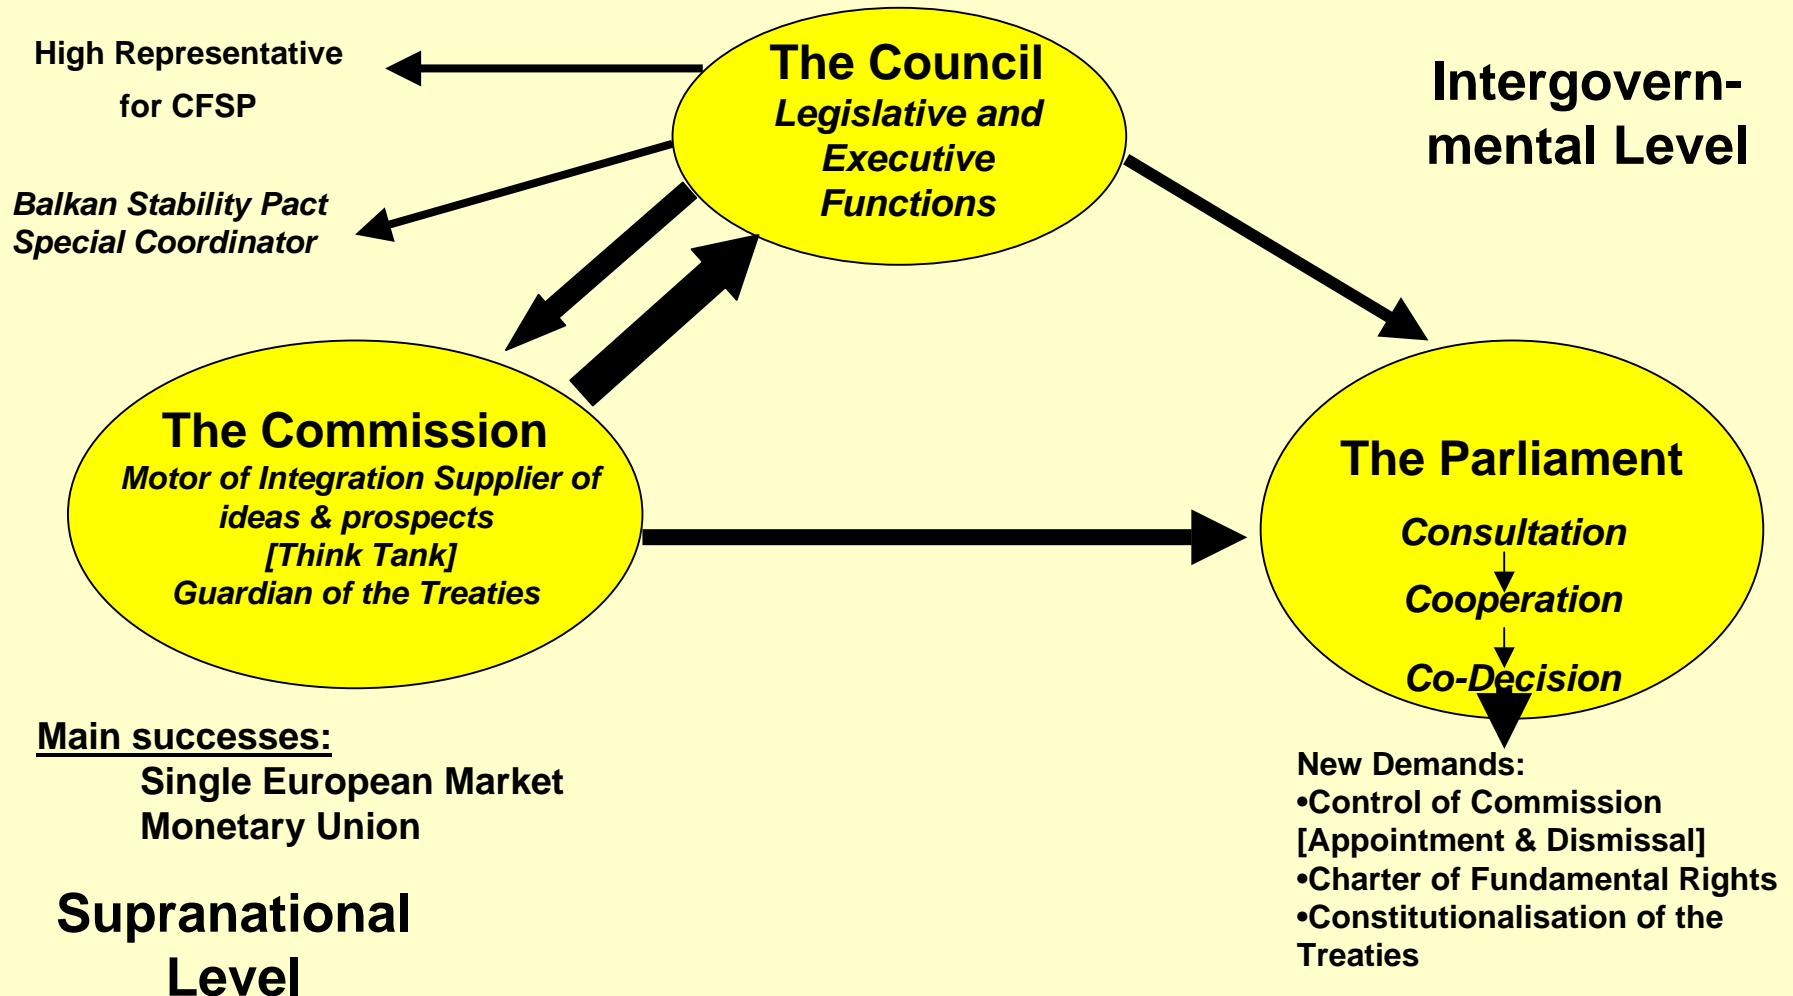 High Representative
for CFSP
Balkan Stability Pact
Special Coordinator
The Council
Legislative and
Executive
Functions
Intergovern-
mental Level
The Commission
Motor of Integration Supplier of
ideas & prospects
[Think Tank]
Guardian of the Treaties
The Parliament
Consultation
Cooperation
Co-Decision
Main successes:
Single European Market
Monetary Union
Supranational
Level
New Demands:
•Control of Commission
[Appointment & Dismissal]
•Charter of Fundamental Rights
•Constitutionalisation of the
Treaties